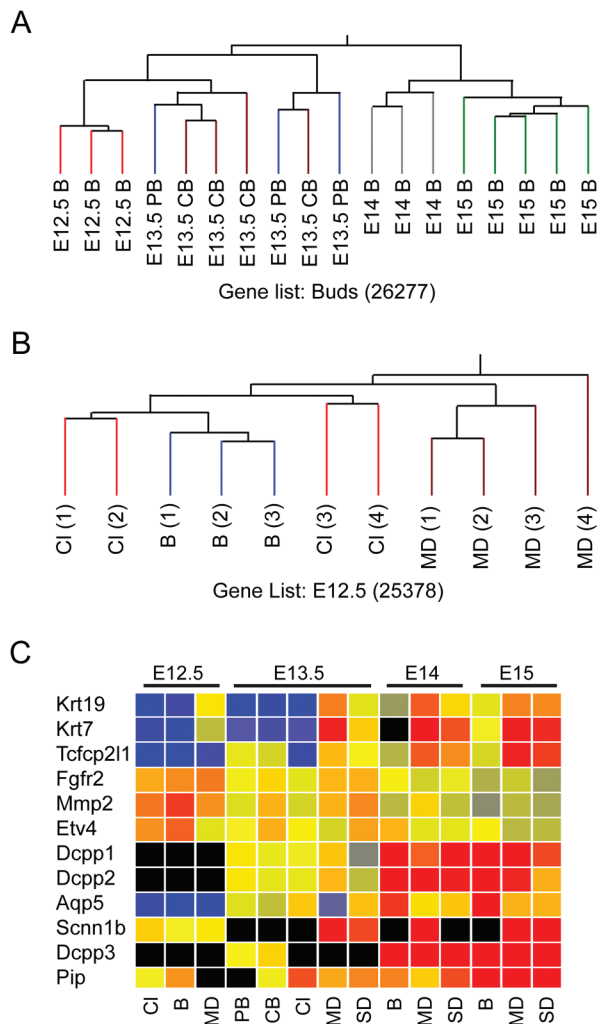 A
E12.5 B E12.5 B E12.5 B E13.5 PB E13.5 CB E13.5 CB E13.5 CB E13.5 PB E13.5 CB E13.5 PB E14 B E14 B E14 B E15 B E15 B E15 B E15 B E15 B
Gene list: Buds (26277)
B
CI (1) CI (2) B (1) B (2) B (3) CI (3) CI (4) MD (1) MD (2) MD (3) MD (4)
Gene List: E12.5 (25378)
C
E12.5 E13.5 E14 E15
Krt19
Krt7
Tcfcp2l1
Fgfr2
Mmp2
Etv4
Dcpp1
Dcpp2
Aqp5
Scnn1b
Dcpp3
Pip
CI B MD PB CB CI MD SD B MD SD B MD SD